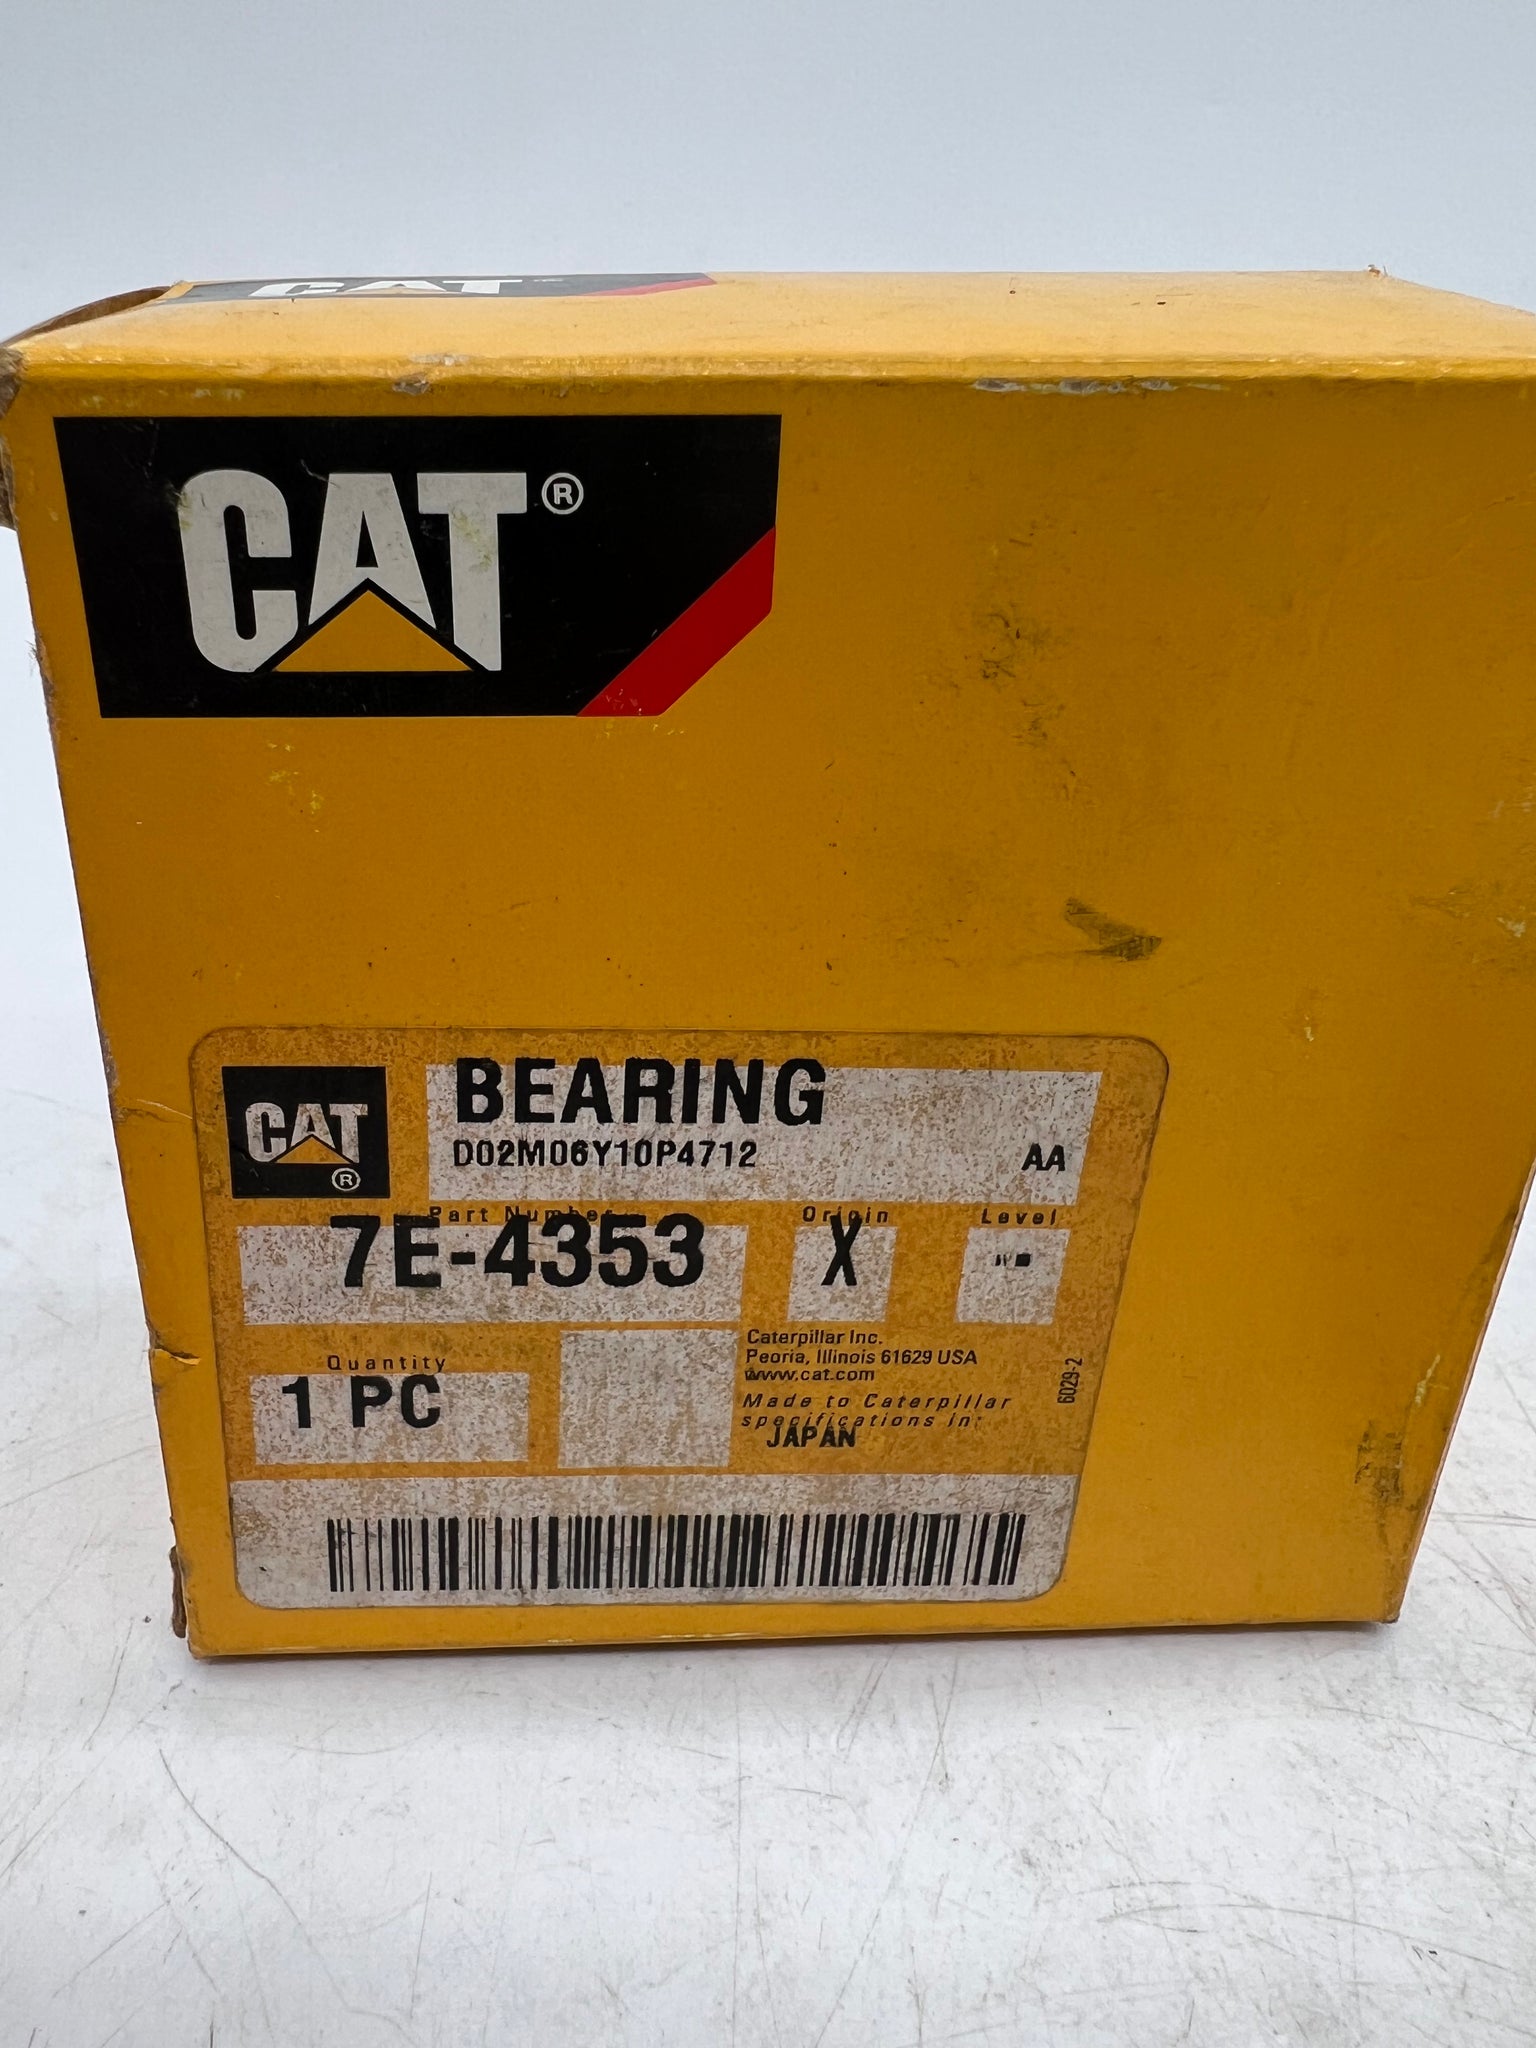 CAT
CAT®
CAT®
BEARING
D02M06Y10P4712 AA
Part Number Origin Level
7E-4353 X
Quantity
1 PC
Caterpillar Inc.
Peoria, Illinois 61629 USA
www.cat.com
Made to Caterpillar
specifications in:
JAPAN
6029-2